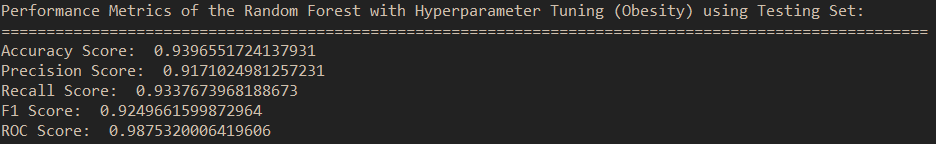 Performance Metrics of the Random Forest with Hyperparameter Tuning (Obesity) using Testing Set:
=======================================================================================================
Accuracy Score:  0.9396551724137931
Precision Score:  0.9171024981257231
Recall Score:  0.9337673968188673
F1 Score:  0.9249661599872964
ROC Score:  0.9875320006419606